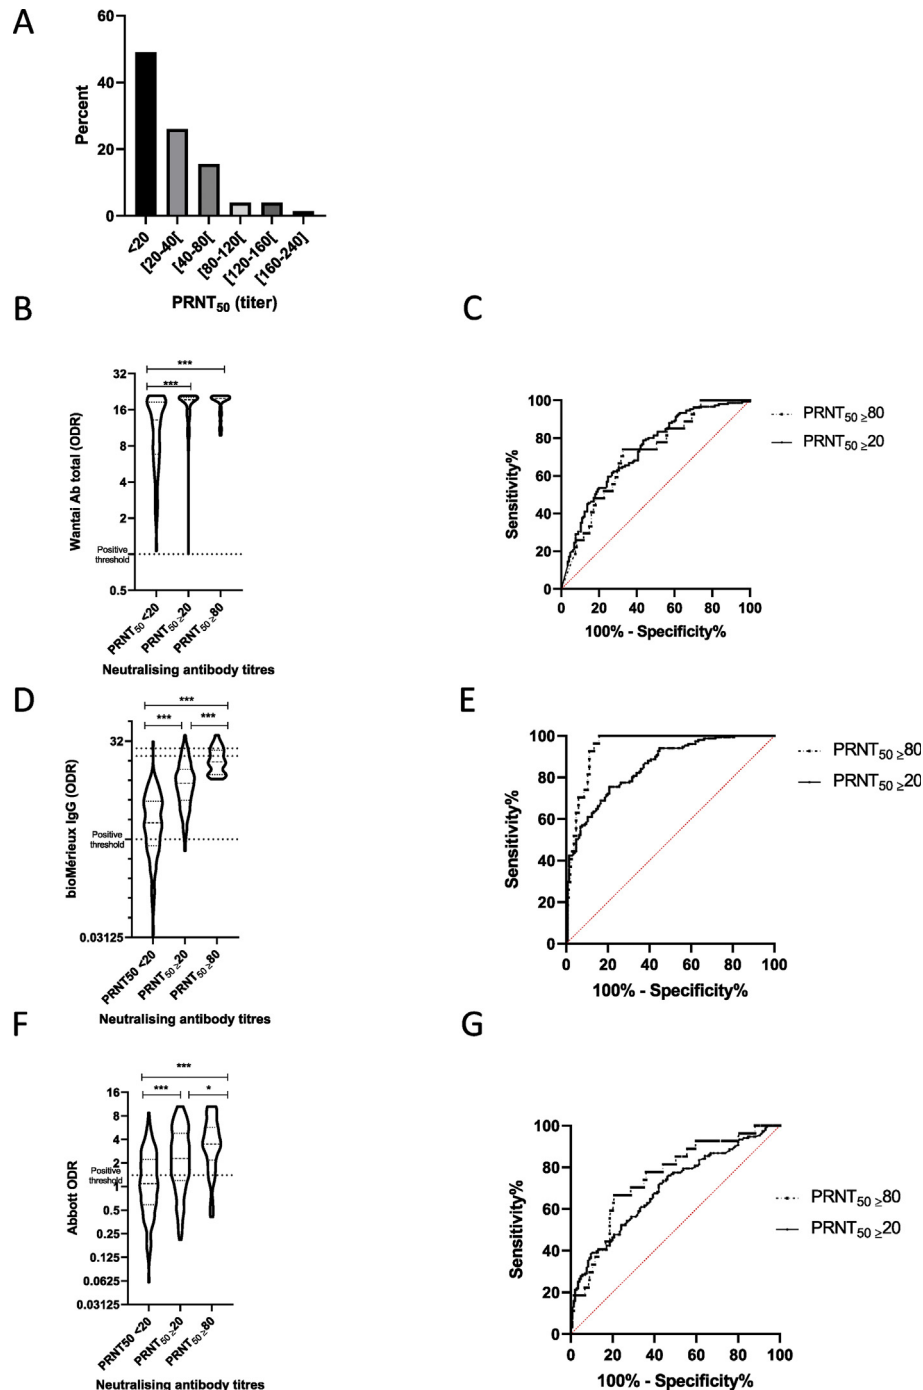 A
60
40
20
0
Percent
<20
[20-40[
[40-80[
[80-120[
[120-160[
[160-240]
PRNT50 (titer)
B
***
***
32
16
8
4
2
Positive
threshold
0.5
Wantai Ab total (ODR)
PRNT50 <20
PRNT50 ≥20
PRNT50 ≥80
Neutralising antibody titres
C
100
80
60
40
20
0
Sensitivity%
0 20 40 60 80 100
100% - Specificity%
PRNT50 ≥80
PRNT50 ≥20
D
***
*** ***
32
Positive
threshold
0.03125
bioMérieux IgG (ODR)
PRNT50 <20
PRNT50 ≥20
PRNT50 ≥80
Neutralising antibody titres
E
100
80
60
40
20
0
Sensitivity%
0 20 40 60 80 100
100% - Specificity%
PRNT50 ≥80
PRNT50 ≥20
F
***
*** *
16
8
4
2
Positive
threshold
1
0.5
0.25
0.125
0.0625
0.03125
Abbott ODR
PRNT50 <20
PRNT50 ≥20
PRNT50 ≥80
Neutralising antibody titres
G
100
80
60
40
20
0
Sensitivity%
0 20 40 60 80 100
100% - Specificity%
PRNT50 ≥80
PRNT50 ≥20